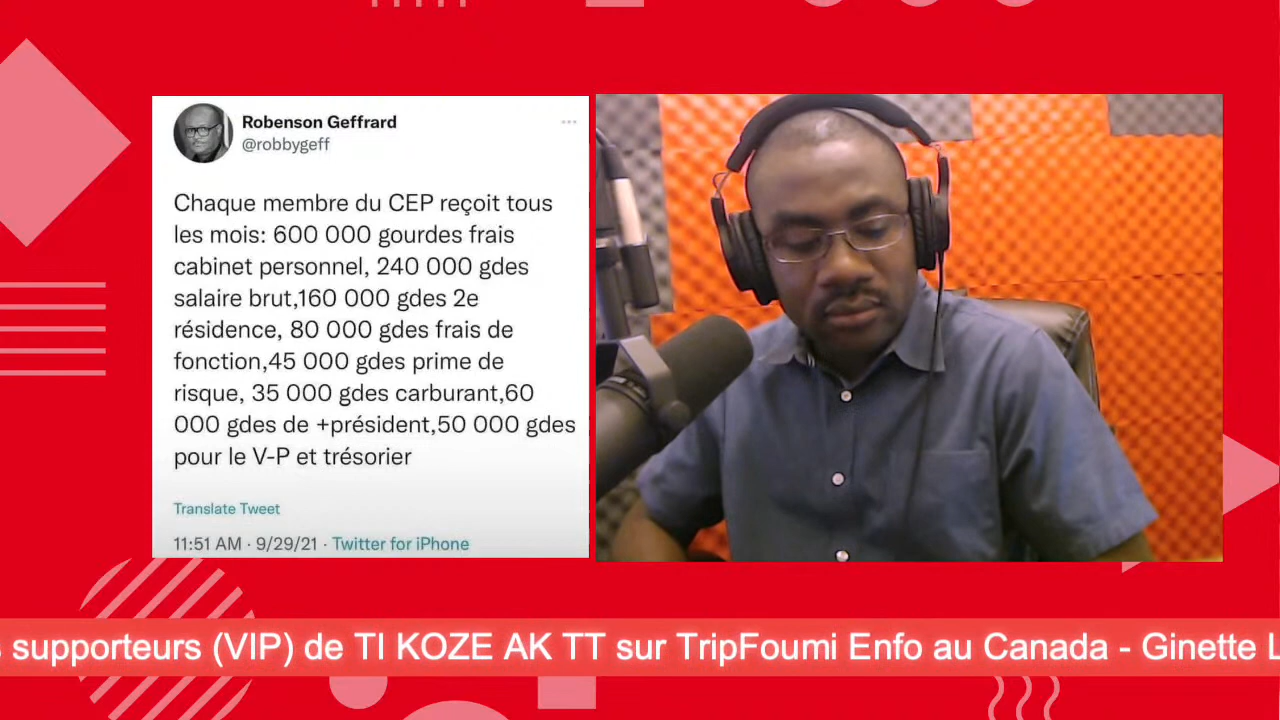 Robenson Geffrard
@robbygeff
Chaque membre du CEP reçoit tous
les mois: 600 000 gourdes frais
cabinet personnel, 240 000 gdes
salaire brut,160 000 gdes 2e
résidence, 80 000 gdes frais de
fonction,45 000 gdes prime de
risque, 35 000 gdes carburant,60
000 gdes de +président,50 000 gdes
pour le V-P et trésorier
Translate Tweet
11:51 AM · 9/29/21 · Twitter for iPhone
supporteurs (VIP) de TI KOZE AK TT sur TripFoumi Enfo au Canada - Ginette